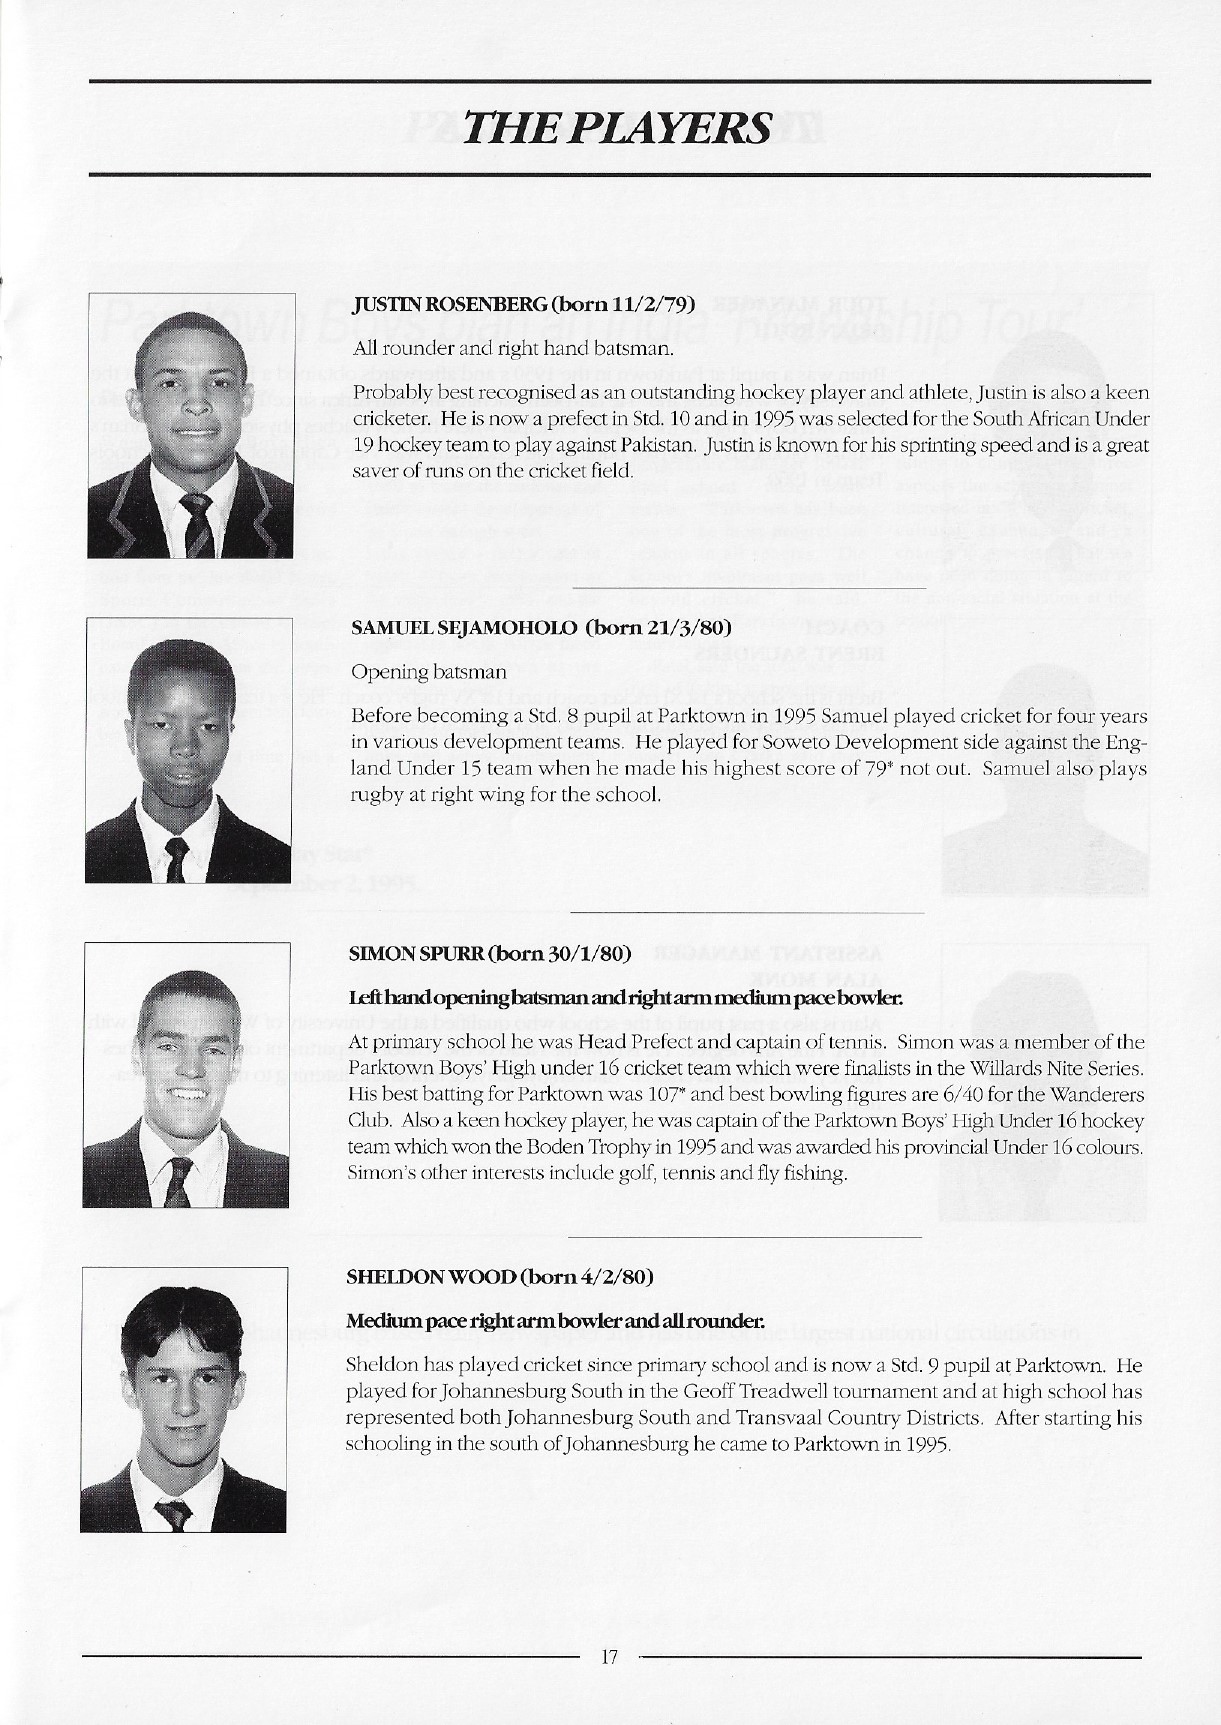 THE PLAYERS
JUSTIN ROSENBERG (born 11/2/79)
All rounder and right hand batsman.
Probably best recognised as an outstanding hockey player and athlete, Justin is also a keen
cricketer. He is now a prefect in Std. 10 and in 1995 was selected for the South African Under
19 hockey team to play against Pakistan. Justin is known for his sprinting speed and is a great
saver of runs on the cricket field.
SAMUEL SEJAMOHOLO (born 21/3/80)
Opening batsman
Before becoming a Std. 8 pupil at Parktown in 1995 Samuel played cricket for four years
in various development teams. He played for Soweto Development side against the Eng-
land Under 15 team when he made his highest score of 79* not out. Samuel also plays
rugby at right wing for the school.
SIMON SPURR (born 30/1/80)
Left hand opening batsman and right arm medium pace bowler.
At primary school he was Head Prefect and captain of tennis. Simon was a member of the
Parktown Boys' High under 16 cricket team which were finalists in the Willards Nite Series.
His best batting for Parktown was 107* and best bowling figures are 6/40 for the Wanderers
Club. Also a keen hockey player, he was captain of the Parktown Boys' High Under 16 hockey
team which won the Boden Trophy in 1995 and was awarded his provincial Under 16 colours.
Simon's other interests include golf, tennis and fly fishing.
SHELDON WOOD (born 4/2/80)
Medium pace right arm bowler and all rounder.
Sheldon has played cricket since primary school and is now a Std. 9 pupil at Parktown. He
played for Johannesburg South in the Geoff Treadwell tournament and at high school has
represented both Johannesburg South and Transvaal Country Districts. After starting his
schooling in the south of Johannesburg he came to Parktown in 1995.
17